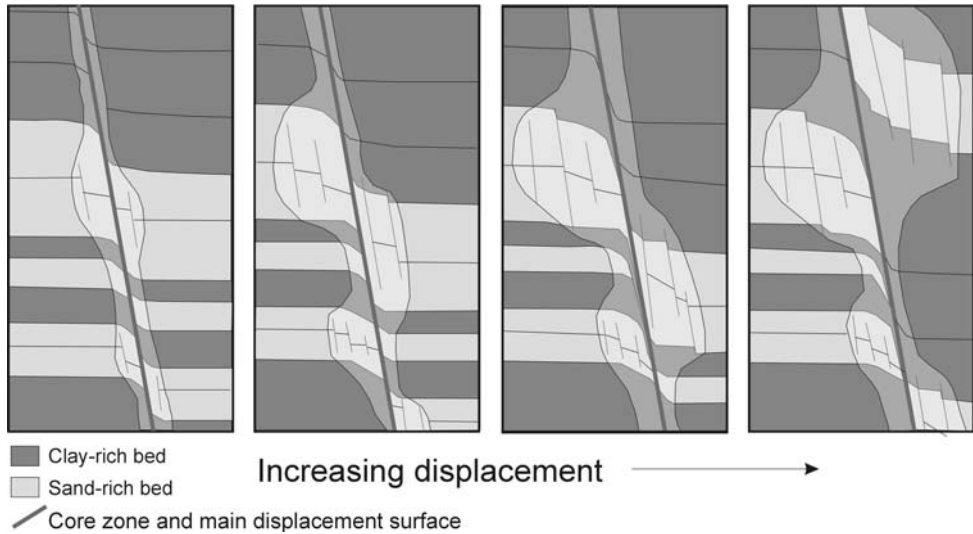 Clay-rich bed
Sand-rich bed
Core zone and main displacement surface
Increasing displacement